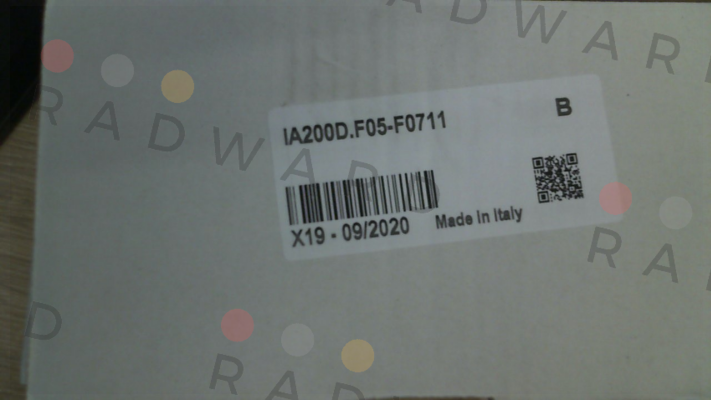 IA200D.F05-F0711
B
X19 - 09/2020
Made in Italy
RADWAR
RADWA
RA
D
RAD